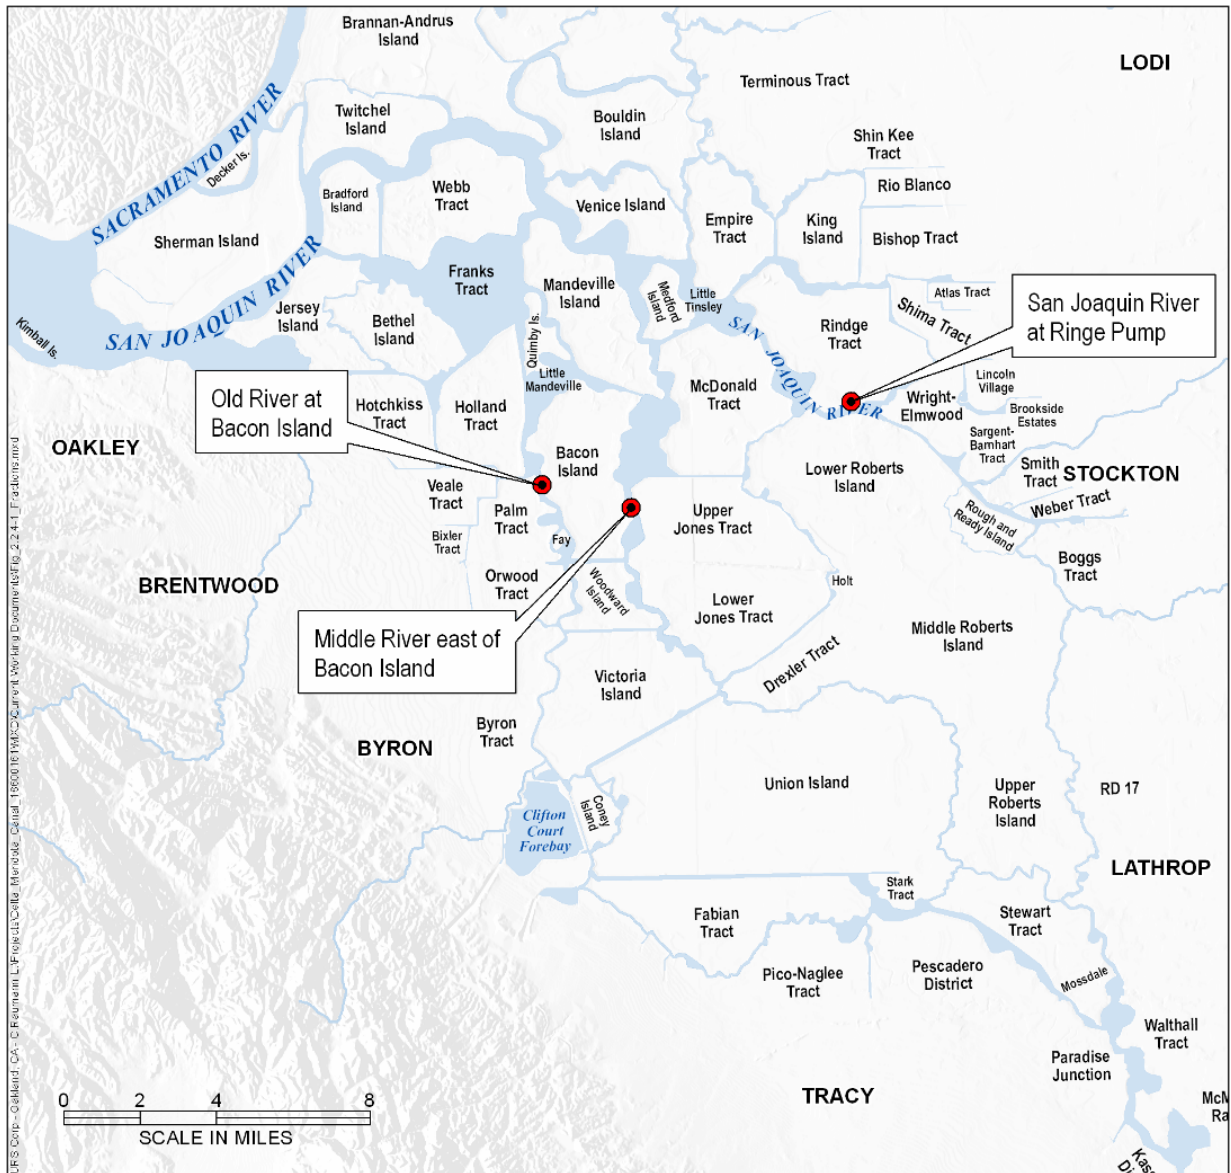 Brannan-Andrus
Island
LODI
Terminous Tract
Twitchel
Island
Bouldin
Island
SACRAMENTO RIVER
Decker Is.
Shin Kee
Tract
Bradford
Island
Webb
Tract
Venice Island
Empire
Tract
King
Island
Rio Blanco
Bishop Tract
Sherman Island
Franks
Tract
Mandeville
Island
Medford
Island
Little
Tinsley
Atlas Tract
Shima Tract
San Joaquin River
at Ringe Pump
SAN JOAQUIN RIVER
Kimball Is.
Jersey
Island
Bethel
Island
Quimby Is.
SAN JOAQUIN RIVER
Rindge
Tract
Little
Mandeville
McDonald
Tract
Lincoln
Village
Wright-
Elmwood
Brookside
Estates
Sargent-
Barnhart
Tract
Old River at
Bacon Island
Hotchkiss
Tract
Holland
Tract
OAKLEY
Bacon
Island
Lower Roberts
Island
Smith
Tract
STOCKTON
Weber Tract
Veale
Tract
Palm
Tract
Upper
Jones Tract
Rough and
Ready Island
Bixler
Tract
Fay
Boggs
Tract
BRENTWOOD
Orwood
Tract
Woodward
Island
Lower
Jones Tract
Holt
Middle River east of
Bacon Island
Middle Roberts
Island
Drexler Tract
Victoria
Island
Byron
Tract
BYRON
Union Island
Upper
Roberts
Island
RD 17
Coney
Island
Clifton
Court
Forebay
LATHROP
Stark
Tract
Fabian
Tract
Stewart
Tract
Pico-Naglee
Tract
Pescadero
District
Mossdale
Walthall
Tract
Paradise
Junction
TRACY
McM
Ra
Kas
Di
0 2 4 8
SCALE IN MILES